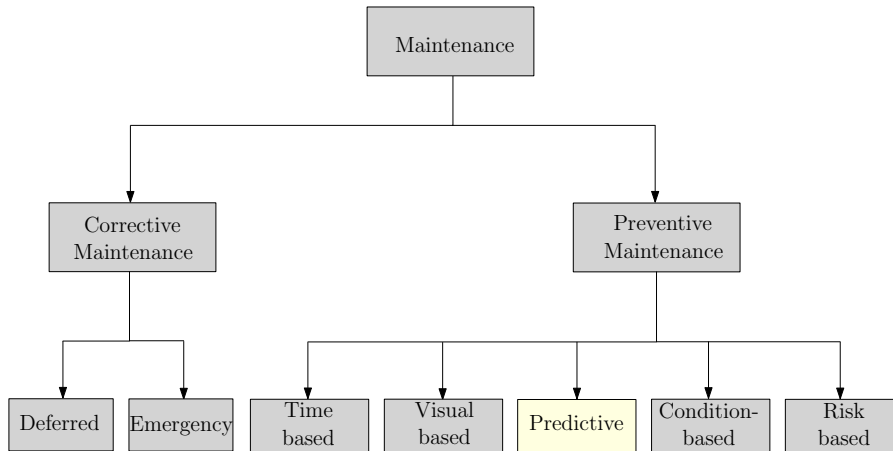 Maintenance
Corrective
Maintenance
Preventive
Maintenance
Deferred
Emergency
Time
based
Visual
based
Predictive
Condition-
based
Risk
based